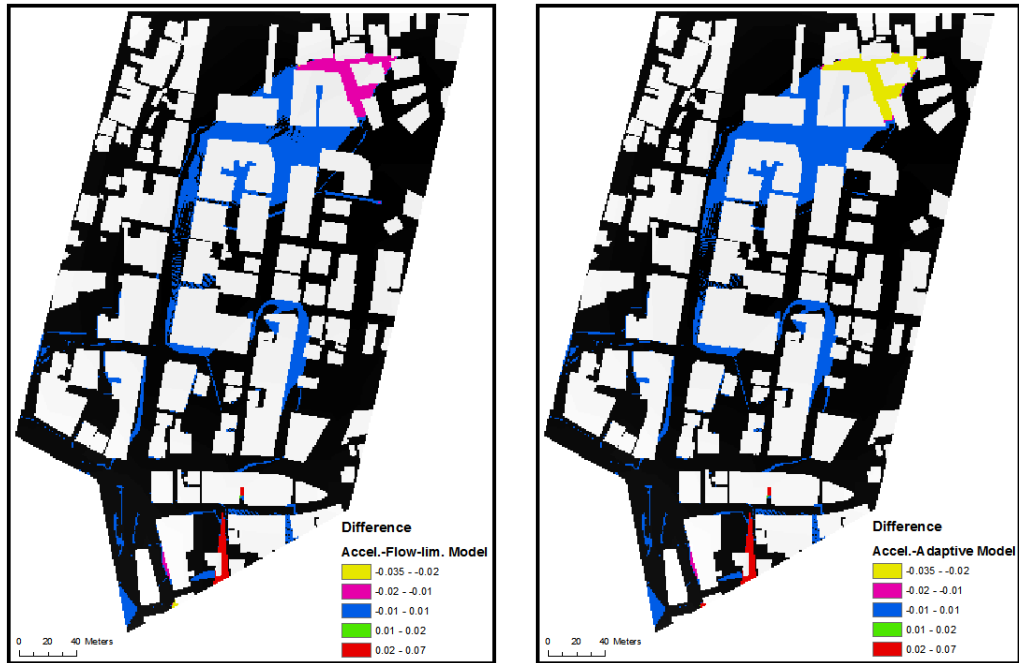 Difference
Accel.-Flow-lim. Model
-0.035 - -0.02
-0.02 - -0.01
-0.01 - 0.01
0.01 - 0.02
0.02 - 0.07
0 20 40 Meters
Difference
Accel.-Adaptive Model
-0.035 - -0.02
-0.02 - -0.01
-0.01 - 0.01
0.01 - 0.02
0.02 - 0.07
0 20 40 Meters